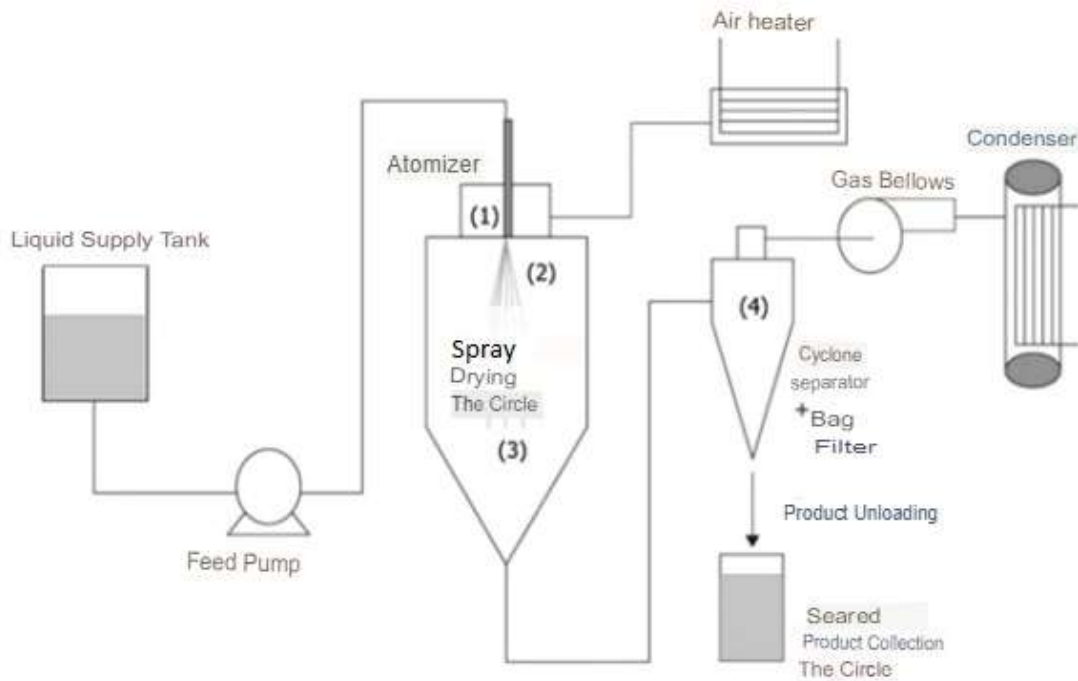 Air heater
Condenser
Atomizer
Gas Bellows
(1)
Liquid Supply Tank
(2)
(4)
Spray
Drying
The Circle
Cyclone
separator
+Bag
Filter
(3)
Product Unloading
Feed Pump
Seared
Product Collection
The Circle